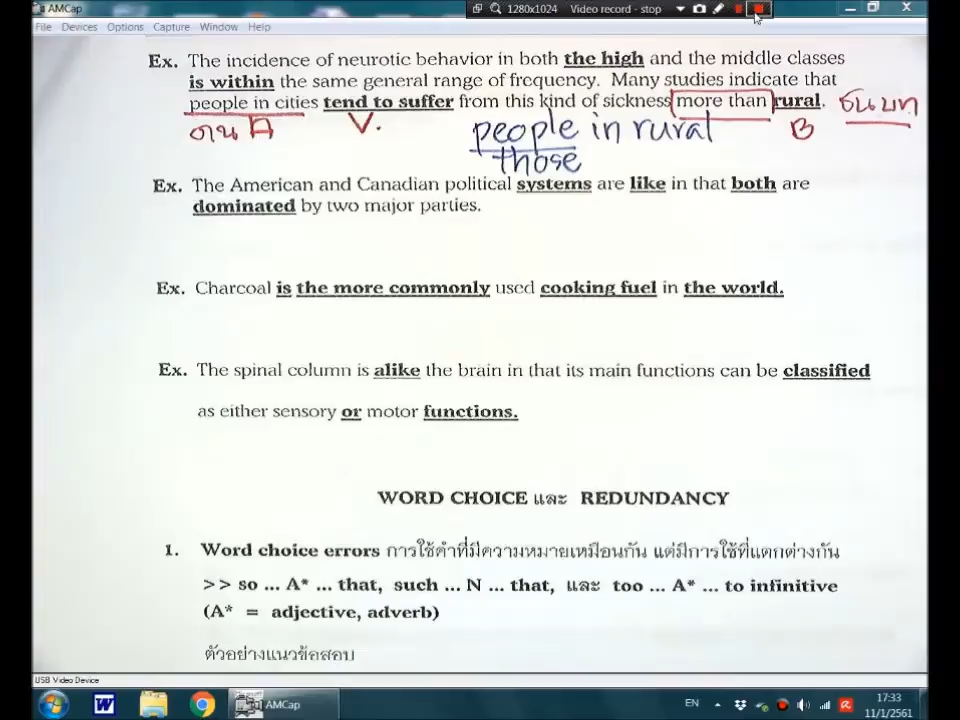 AMCap
1280x1024 Video record - stop
File Devices Options Capture Window Help
Ex. The incidence of neurotic behavior in both the high and the middle classes
is within the same general range of frequency. Many studies indicate that
people in cities tend to suffer from this kind of sickness more than rural. ชนบท
คน A V. people in rural B
those
Ex. The American and Canadian political systems are like in that both are
dominated by two major parties.
Ex. Charcoal is the more commonly used cooking fuel in the world.
Ex. The spinal column is alike the brain in that its main functions can be classified
as either sensory or motor functions.
WORD CHOICE และ REDUNDANCY
1. Word choice errors การใช้คำที่มีความหมายเหมือนกัน แต่มีการใช้ที่แตกต่างกัน
>> so ... A* ... that, such ... N ... that, และ too ... A* ... to infinitive
(A* = adjective, adverb)
ตัวอย่างแนวข้อสอบ
USB Video Device
AMCap
EN
17:33
11/1/2561